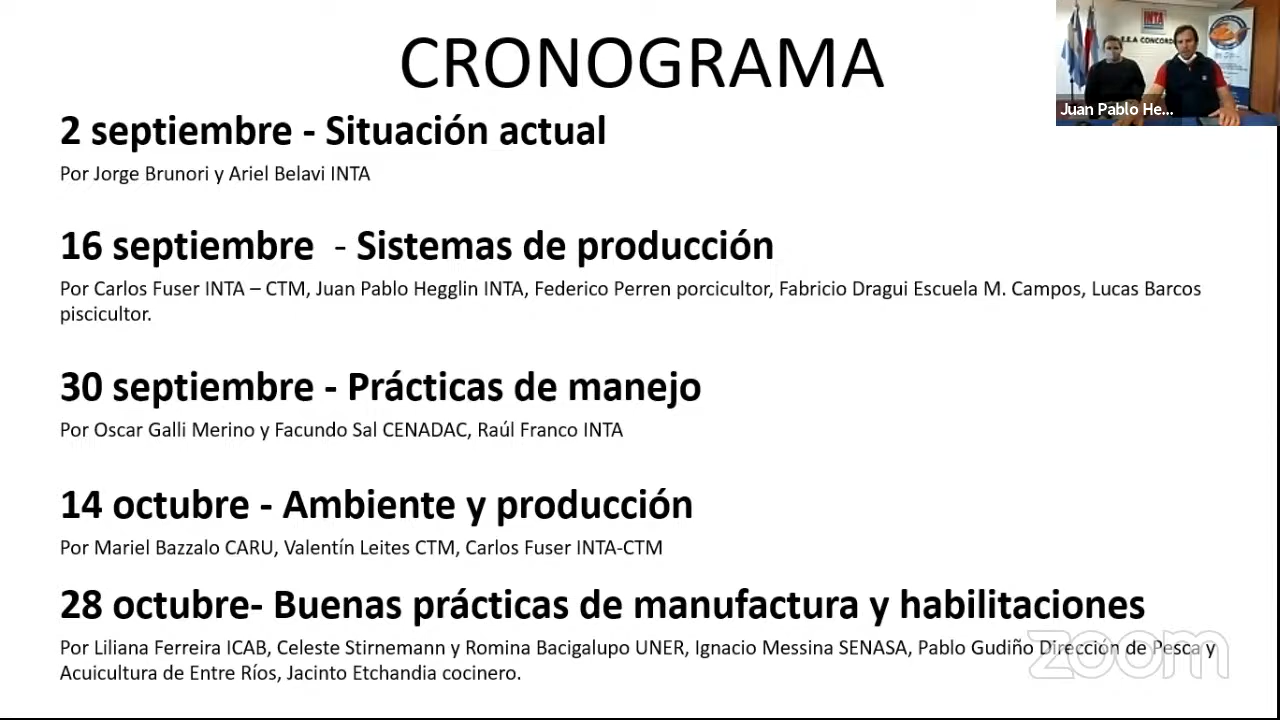 CRONOGRAMA
INTA
E.E.A CONCORD
Juan Pablo He...
2 septiembre - Situación actual
Por Jorge Brunori y Ariel Belavi INTA
16 septiembre - Sistemas de producción
Por Carlos Fuser INTA – CTM, Juan Pablo Hegglin INTA, Federico Perren porcicultor, Fabricio Dragui Escuela M. Campos, Lucas Barcos
piscicultor.
30 septiembre - Prácticas de manejo
Por Oscar Galli Merino y Facundo Sal CENADAC, Raúl Franco INTA
14 octubre - Ambiente y producción
Por Mariel Bazzalo CARU, Valentín Leites CTM, Carlos Fuser INTA-CTM
28 octubre- Buenas prácticas de manufactura y habilitaciones
Por Liliana Ferreira ICAB, Celeste Stirnemann y Romina Bacigalupo UNER, Ignacio Messina SENASA, Pablo Gudiño Dirección de Pesca y
Acuicultura de Entre Ríos, Jacinto Etchandia cocinero.
zoom